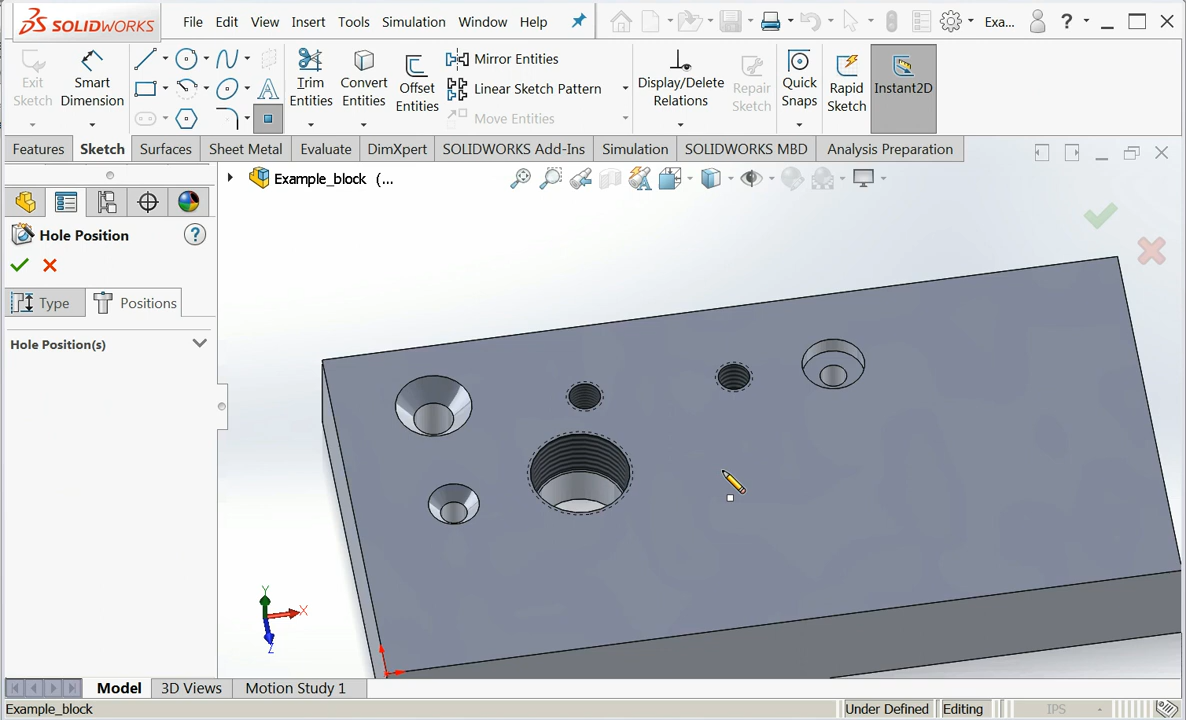 SOLIDWORKS File Edit View Insert Tools Simulation Window Help Exa... ?
Exit Sketch
Smart Dimension
Trim Entities
Convert Entities
Offset Entities
Mirror Entities
Linear Sketch Pattern
Move Entities
Display/Delete Relations
Repair Sketch
Quick Snaps
Rapid Sketch
Instant2D
Features Sketch Surfaces Sheet Metal Evaluate DimXpert SOLIDWORKS Add-Ins Simulation SOLIDWORKS MBD Analysis Preparation
Example_block (...
Hole Position ?
Type Positions
Hole Position(s)
Y
X
Z
Model 3D Views Motion Study 1
Example_block Under Defined Editing IPS